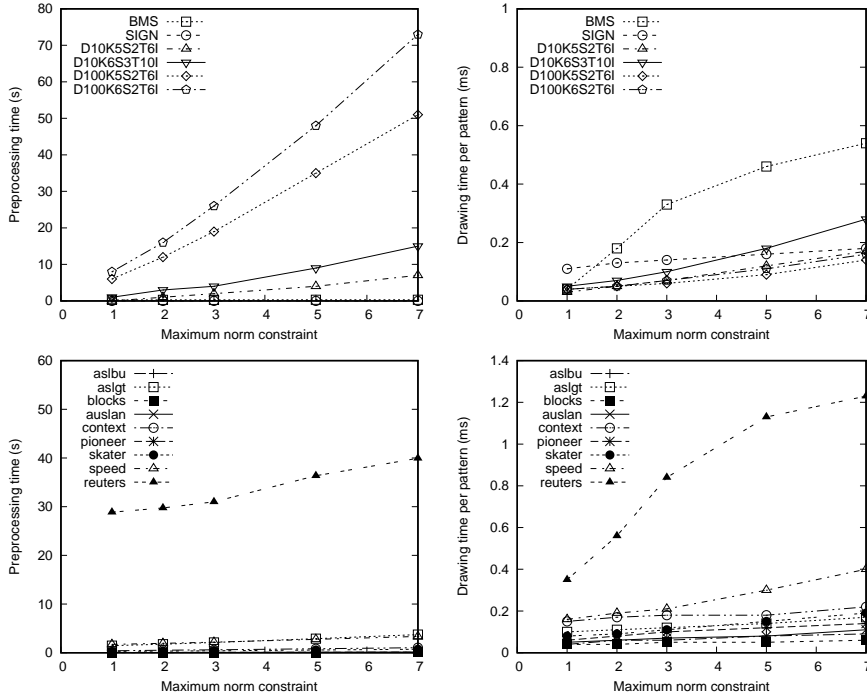 80
70
60
50
40
30
20
10
0
Preprocessing time (s)
BMS
SIGN
D10K5S2T6I
D10K6S3T10I
D100K5S2T6I
D100K6S2T6I
0 1 2 3 4 5 6 7
Maximum norm constraint
1
0.8
0.6
0.4
0.2
0
Drawing time per pattern (ms)
BMS
SIGN
D10K5S2T6I
D10K6S3T10I
D100K5S2T6I
D100K6S2T6I
0 1 2 3 4 5 6 7
Maximum norm constraint
60
50
40
30
20
10
0
Preprocessing time (s)
aslbu
aslgt
blocks
auslan
context
pioneer
skater
speed
reuters
0 1 2 3 4 5 6 7
Maximum norm constraint
1.4
1.2
1
0.8
0.6
0.4
0.2
0
Drawing time per pattern (ms)
aslbu
aslgt
blocks
auslan
context
pioneer
skater
speed
reuters
0 1 2 3 4 5 6 7
Maximum norm constraint